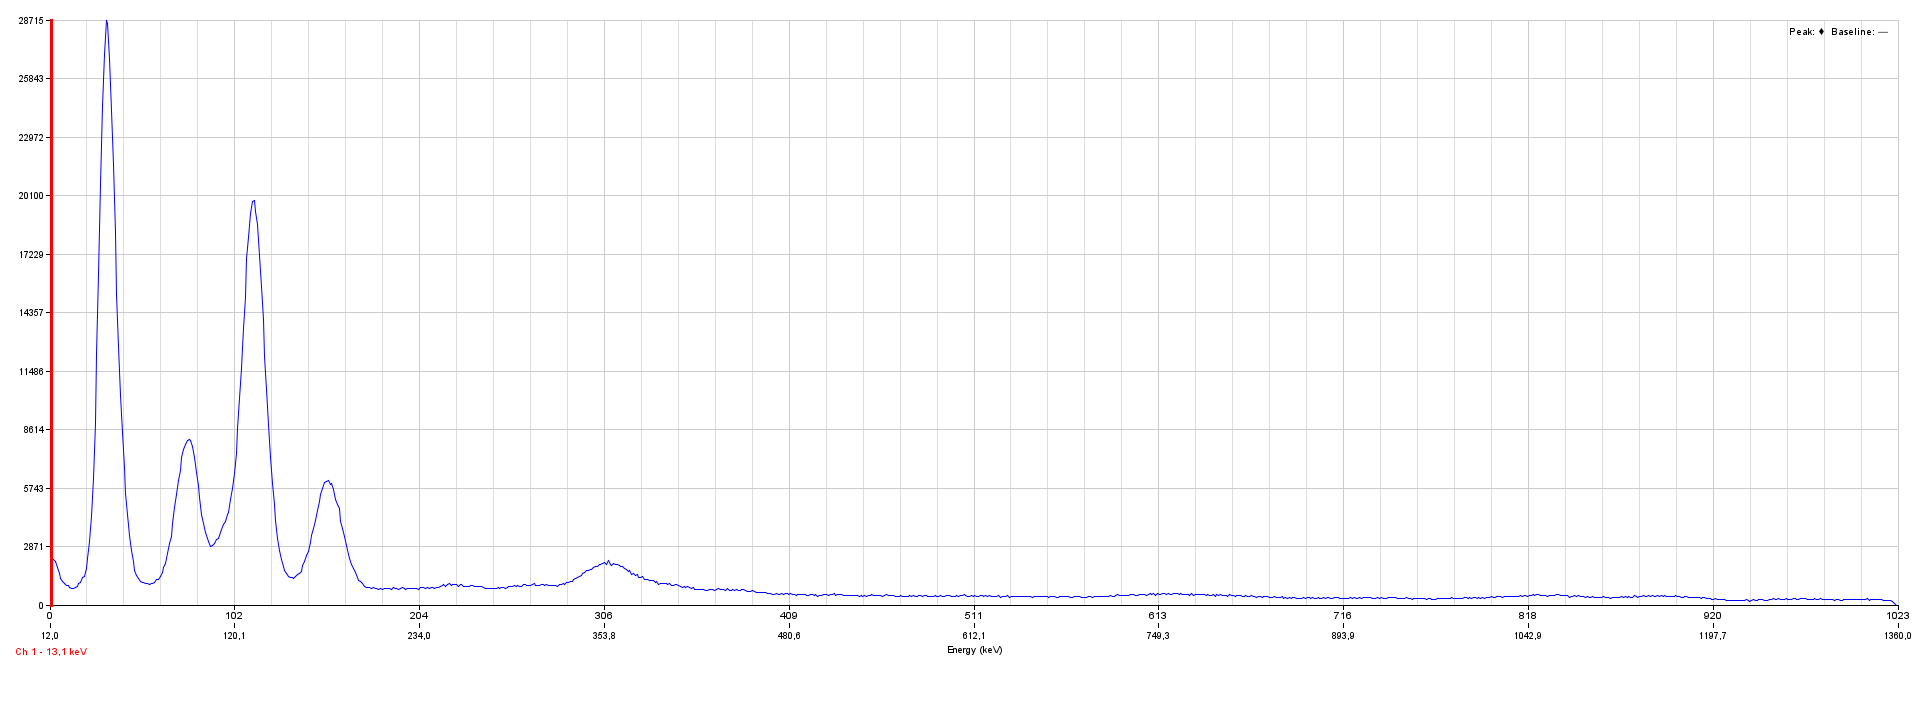 28715
Peak: ♦ Baseline: —
25843
22972
20100
17229
14357
11486
8614
5743
2871
0
0 102 204 306 409 511 613 716 818 920 1023
12,0 120,1 234,0 353,8 480,6 612,1 749,3 893,9 1042,9 1197,7 1360,0
Ch 1 - 13,1 keV Energy (keV)